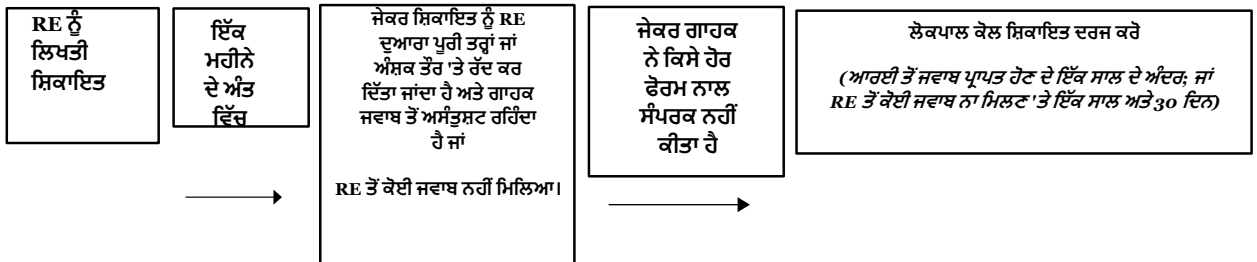 RE ਨੂੰ
ਲਿਖਤੀ
ਸ਼ਿਕਾਇਤ
ਇੱਕ
ਮਹੀਨੇ
ਦੇ ਅੰਤ
ਵਿੱਚ
ਜੇਕਰ ਸ਼ਿਕਾਇਤ ਨੂੰ RE
ਦੁਆਰਾ ਪੂਰੀ ਤਰ੍ਹਾਂ ਜਾਂ
ਅੰਸ਼ਕ ਤੌਰ 'ਤੇ ਰੱਦ ਕਰ
ਦਿੱਤਾ ਜਾਂਦਾ ਹੈ ਅਤੇ ਗਾਹਕ
ਜਵਾਬ ਤੋਂ ਅਸੰਤੁਸ਼ਟ ਰਹਿੰਦਾ
ਹੈ ਜਾਂ
RE ਤੋਂ ਕੋਈ ਜਵਾਬ ਨਹੀਂ ਮਿਲਿਆ।
ਜੇਕਰ ਗਾਹਕ
ਨੇ ਕਿਸੇ ਹੋਰ
ਫੋਰਮ ਨਾਲ
ਸੰਪਰਕ ਨਹੀਂ
ਕੀਤਾ ਹੈ
ਲੋਕਪਾਲ ਕੋਲ ਸ਼ਿਕਾਇਤ ਦਰਜ ਕਰੋ
(ਆਰਈ ਤੋਂ ਜਵਾਬ ਪ੍ਰਾਪਤ ਹੋਣ ਦੇ ਇੱਕ ਸਾਲ ਦੇ ਅੰਦਰ; ਜਾਂ
RE ਤੋਂ ਕੋਈ ਜਵਾਬ ਨਾ ਮਿਲਣ 'ਤੇ ਇੱਕ ਸਾਲ ਅਤੇ 30 ਦਿਨ)